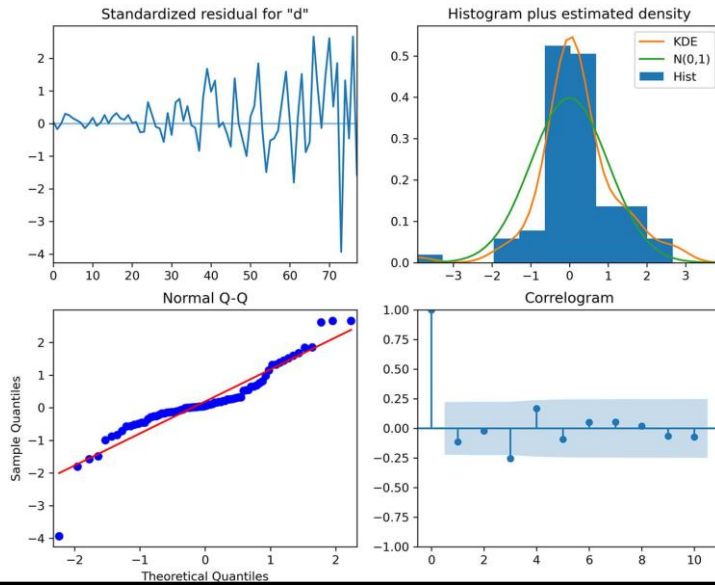 Standardized residual for "d"
2
1
0
−1
−2
−3
−4
0 10 20 30 40 50 60 70
Histogram plus estimated density
KDE
N(0,1)
Hist
0.5
0.4
0.3
0.2
0.1
0.0
−3 −2 −1 0 1 2 3
Normal Q-Q
Sample Quantiles
2
1
0
−1
−2
−3
−4
−2 −1 0 1 2
Theoretical Quantiles
Correlogram
1.00
0.75
0.50
0.25
0.00
−0.25
−0.50
−0.75
−1.00
0 2 4 6 8 10